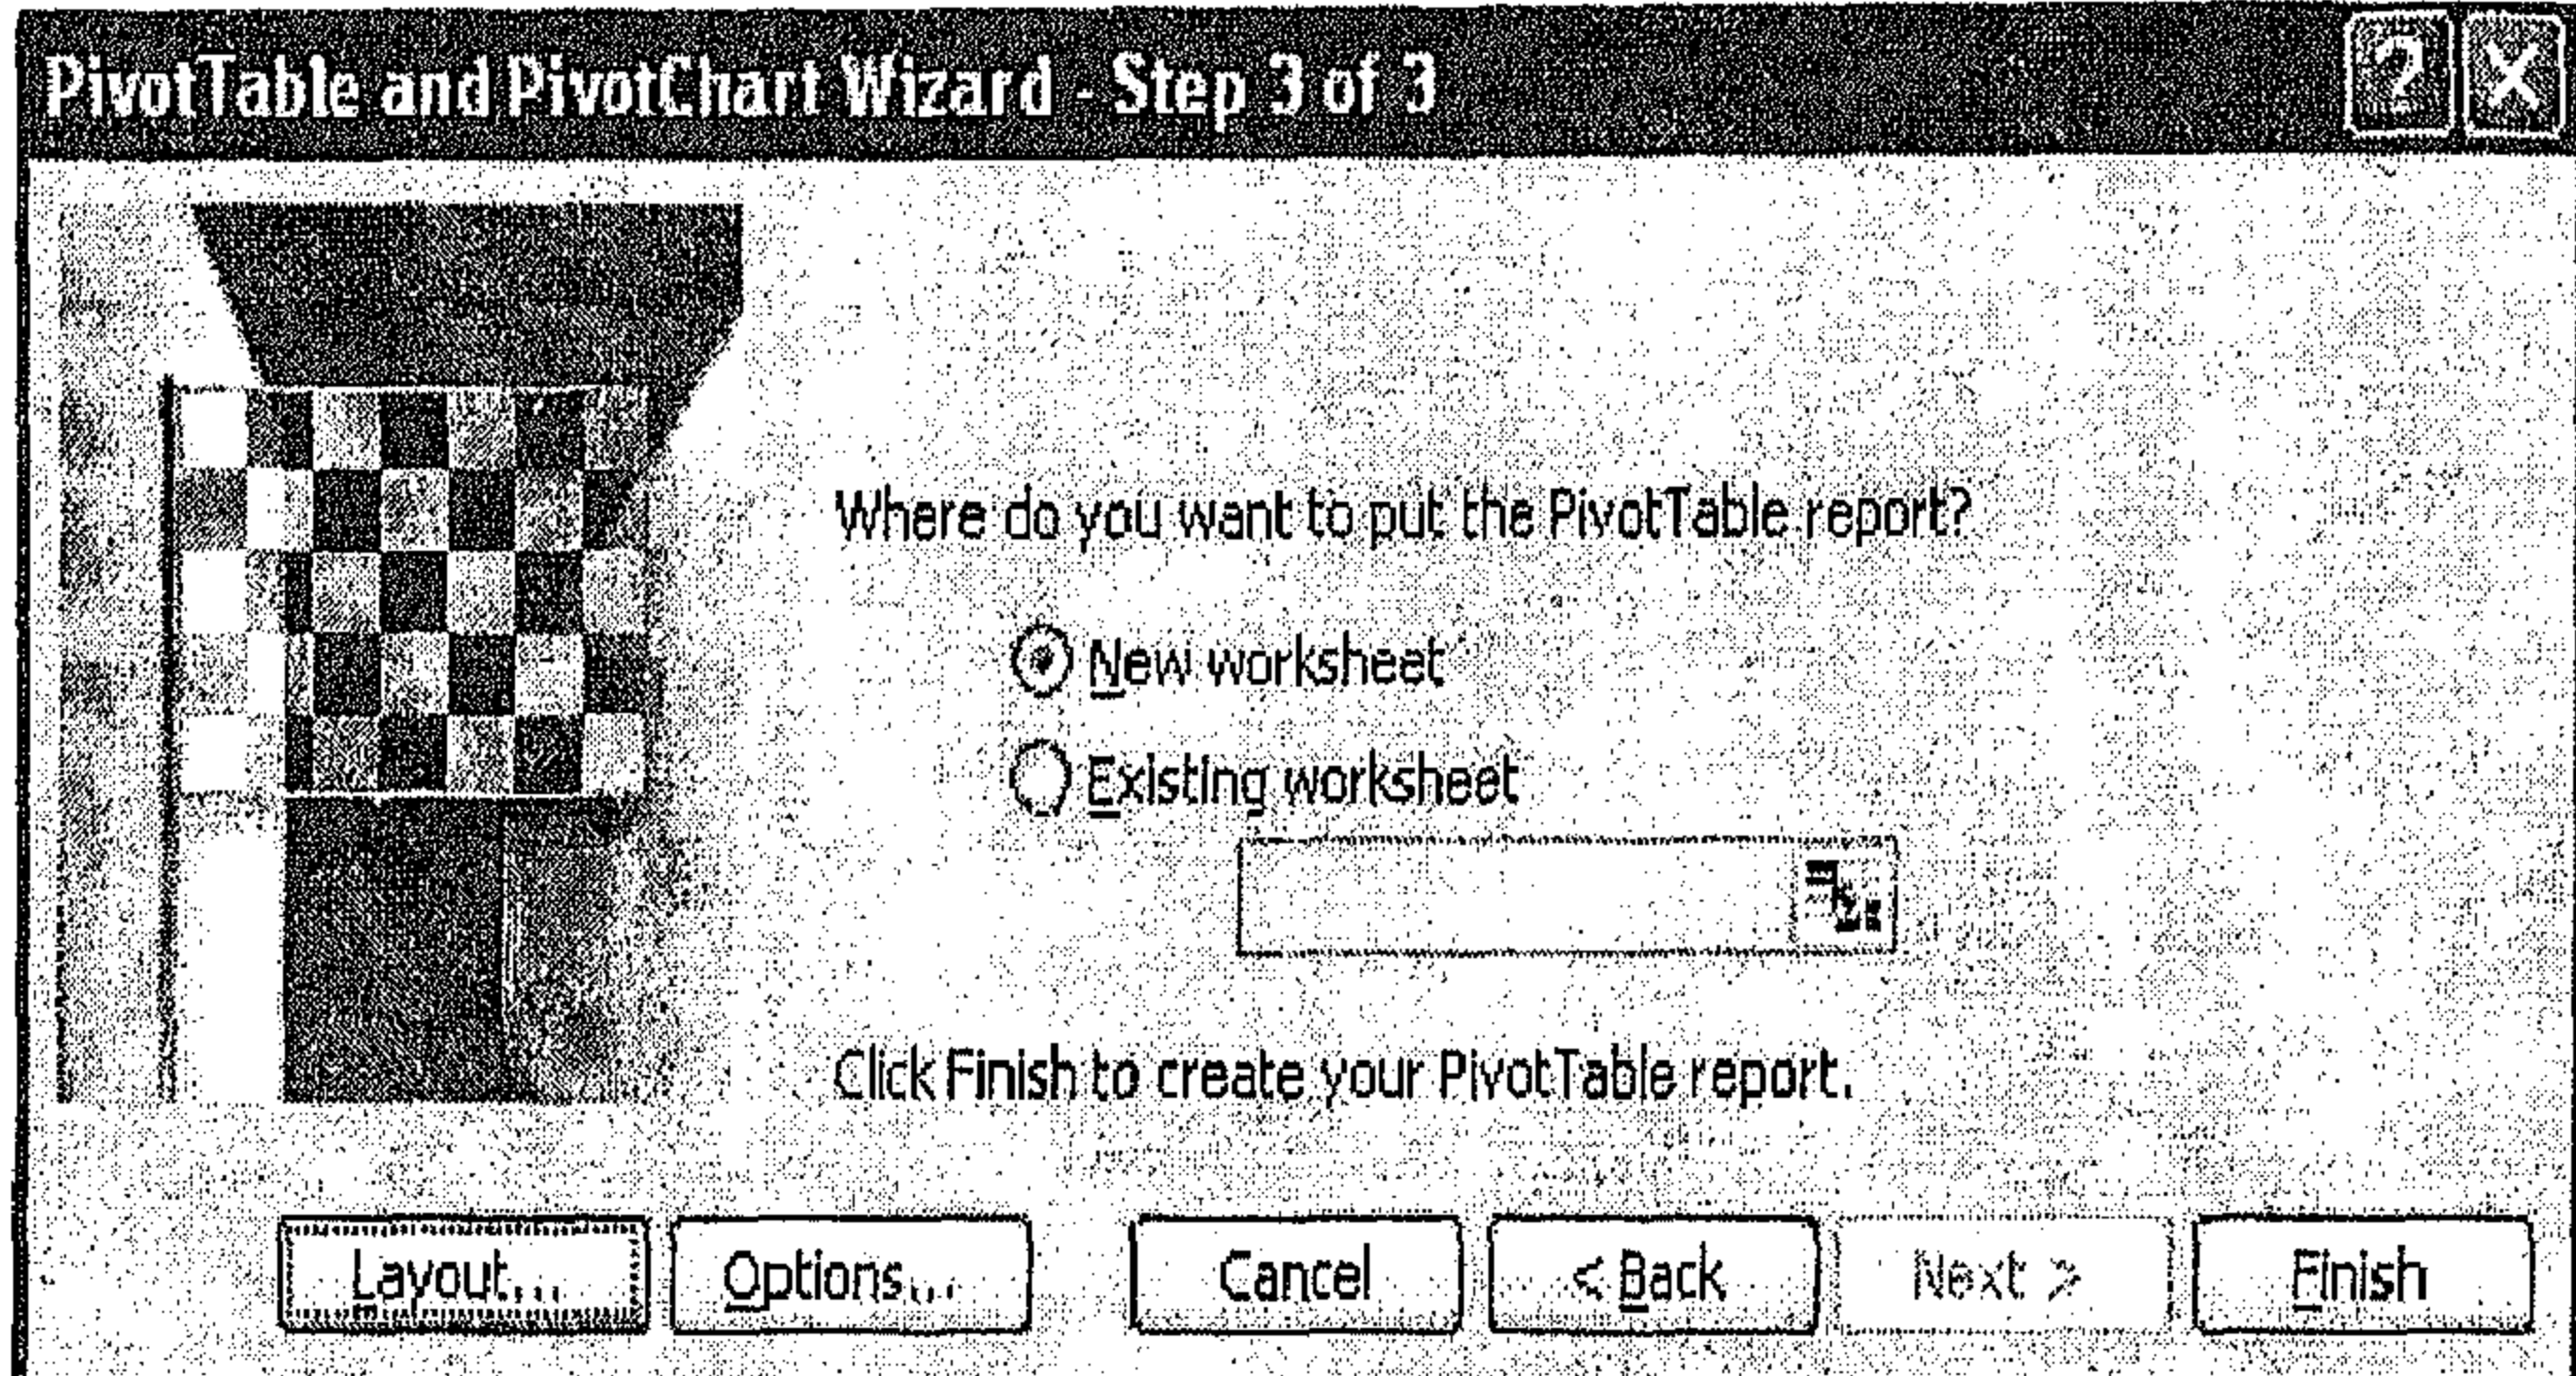 PivotTable and PivotChart Wizard - Step 3 of 3 ? X
Where do you want to put the PivotTable report?
New worksheet
Existing worksheet
Click Finish to create your PivotTable report.
Layout... Options... Cancel < Back Next > Finish